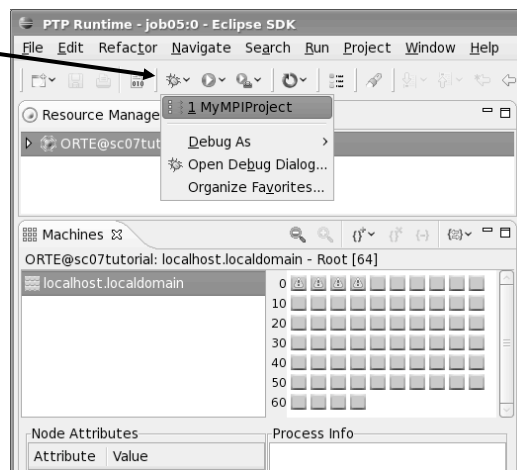 PTP Runtime - job05:0 - Eclipse SDK
File Edit Refactor Navigate Search Run Project Window Help
010
Resource Manage
1 MyMPIProject
ORTE@sc07tut
Debug As
Open Debug Dialog...
Organize Favorites...
Machines
ORTE@sc07tutorial: localhost.localdomain - Root [64]
localhost.localdomain
0
10
20
30
40
50
60
Node Attributes
Process Info
Attribute Value